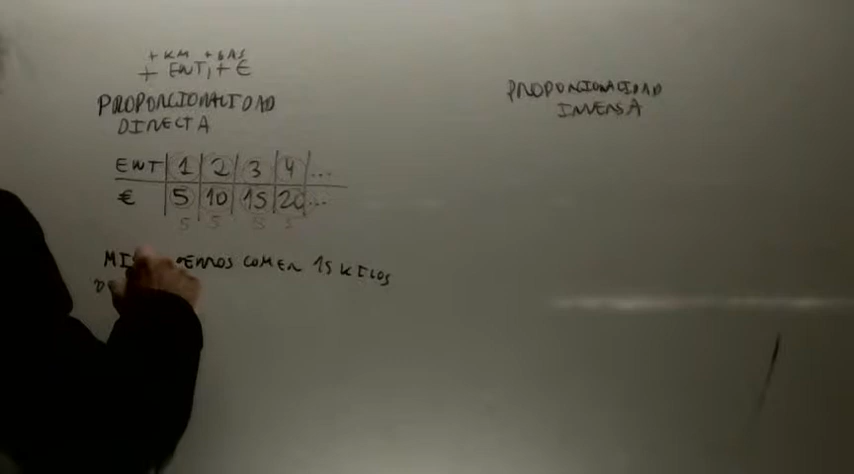 + KM + GAS
+ ENT, + €
PROPORCIONALIDAD
DIRECTA
ENT 1 2 3 4 ...
€ 5 10 15 20 ...
5 5 5 5
PERROS COMEN 15 KILOS
PROPORCIONALIDAD
INVERSA